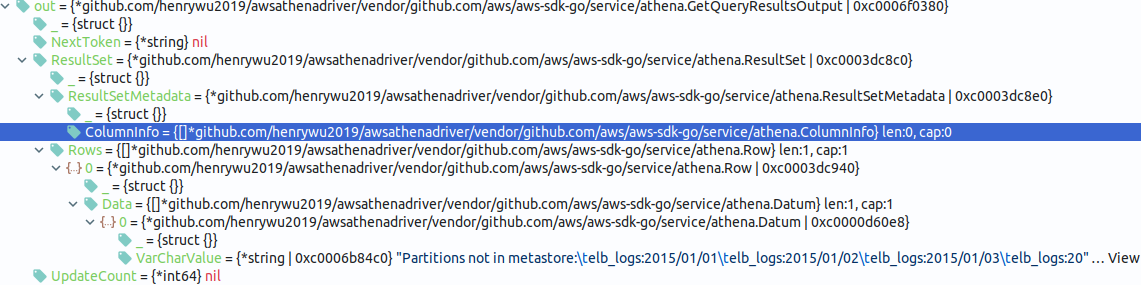 out = {*github.com/henrywu2019/awsathenadriver/vendor/github.com/aws/aws-sdk-go/service/athena.GetQueryResultsOutput | 0xc0006f0380}
_ = {struct {}}
NextToken = {*string} nil
ResultSet = {*github.com/henrywu2019/awsathenadriver/vendor/github.com/aws/aws-sdk-go/service/athena.ResultSet | 0xc0003dc8c0}
_ = {struct {}}
ResultSetMetadata = {*github.com/henrywu2019/awsathenadriver/vendor/github.com/aws/aws-sdk-go/service/athena.ResultSetMetadata | 0xc0003dc8e0}
_ = {struct {}}
ColumnInfo = {[]*github.com/henrywu2019/awsathenadriver/vendor/github.com/aws/aws-sdk-go/service/athena.ColumnInfo} len:0, cap:0
Rows = {[]*github.com/henrywu2019/awsathenadriver/vendor/github.com/aws/aws-sdk-go/service/athena.Row} len:1, cap:1
{..} 0 = {*github.com/henrywu2019/awsathenadriver/vendor/github.com/aws/aws-sdk-go/service/athena.Row | 0xc0003dc940}
_ = {struct {}}
Data = {[]*github.com/henrywu2019/awsathenadriver/vendor/github.com/aws/aws-sdk-go/service/athena.Datum} len:1, cap:1
{..} 0 = {*github.com/henrywu2019/awsathenadriver/vendor/github.com/aws/aws-sdk-go/service/athena.Datum | 0xc0000d60e8}
_ = {struct {}}
VarCharValue = {*string | 0xc0006b84c0} "Partitions not in metastore:\telb_logs:2015/01/01\telb_logs:2015/01/02\telb_logs:2015/01/03\telb_logs:20" ... View
UpdateCount = {*int64} nil